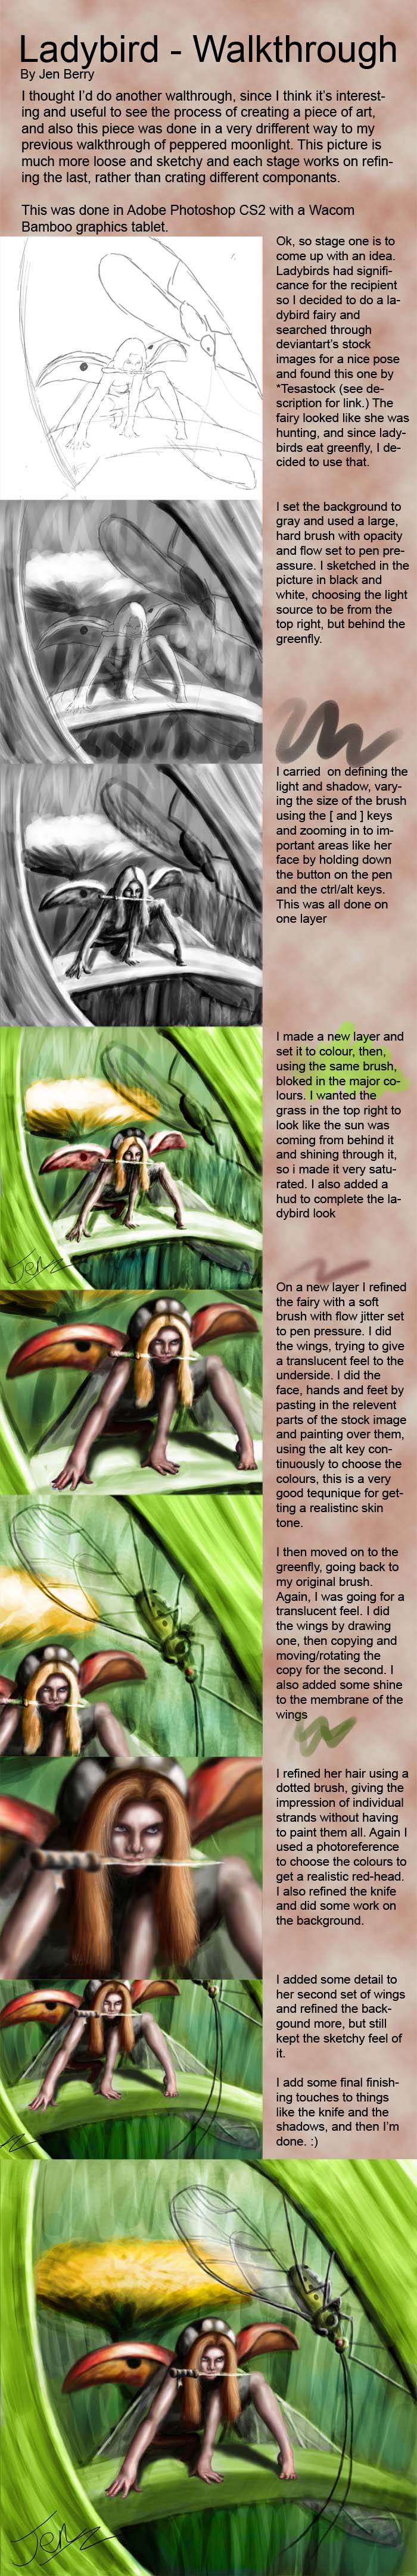 Ladybird - Walkthrough
By Jen Berry
I thought I'd do another walthrough, since I think it's interest-
ing and useful to see the process of creating a piece of art,
and also this piece was done in a very drifferent way to my
previous walkthrough of peppered moonlight. This picture is
much more loose and sketchy and each stage works on refin-
ing the last, rather than crating different componants.
This was done in Adobe Photoshop CS2 with a Wacom
Bamboo graphics tablet.
Ok, so stage one is to
come up with an idea.
Ladybirds had signifi-
cance for the recipient
so I decided to do a la-
dybird fairy and
searched through
deviantart's stock
images for a nice pose
and found this one by
*Tesastock (see de-
scription for link.) The
fairy looked like she was
hunting, and since lady-
birds eat greenfly, I de-
cided to use that.
I set the background to
gray and used a large,
hard brush with opacity
and flow set to pen pre-
assure. I sketched in the
picture in black and
white, choosing the light
source to be from the
top right, but behind the
greenfly.
I carried  on defining the
light and shadow, vary-
ing the size of the brush
using the [ and ] keys
and zooming in to im-
portant areas like her
face by holding down
the button on the pen
and the ctrl/alt keys.
This was all done on
one layer
I made a new layer and
set it to colour, then,
using the same brush,
bloked in the major co-
lours. I wanted the
grass in the top right to
look like the sun was
coming from behind it
and shining through it,
so i made it very satu-
rated. I also added a
hud to complete the la-
dybird look
Jenz
On a new layer I refined
the fairy with a soft
brush with flow jitter set
to pen pressure. I did
the wings, trying to give
a translucent feel to the
underside. I did the
face, hands and feet by
pasting in the relevent
parts of the stock image
and painting over them,
using the alt key con-
tinuously to choose the
colours, this is a very
good tequnique for get-
ting a realistinc skin
tone.
I then moved on to the
greenfly, going back to
my original brush.
Again, I was going for a
translucent feel. I did
the wings by drawing
one, then copying and
moving/rotating the
copy for the second. I
also added some shine
to the membrane of the
wings
I refined her hair using a
dotted brush, giving the
impression of individual
strands without having
to paint them all. Again I
used a photoreference
to choose the colours to
get a realistic red-head.
I also refined the knife
and did some work on
the background.
I added some detail to
her second set of wings
and refined the back-
gound more, but still
kept the sketchy feel of
it.
I add some final finish-
ing touches to things
like the knife and the
shadows, and then I'm
done. :)
Jenz